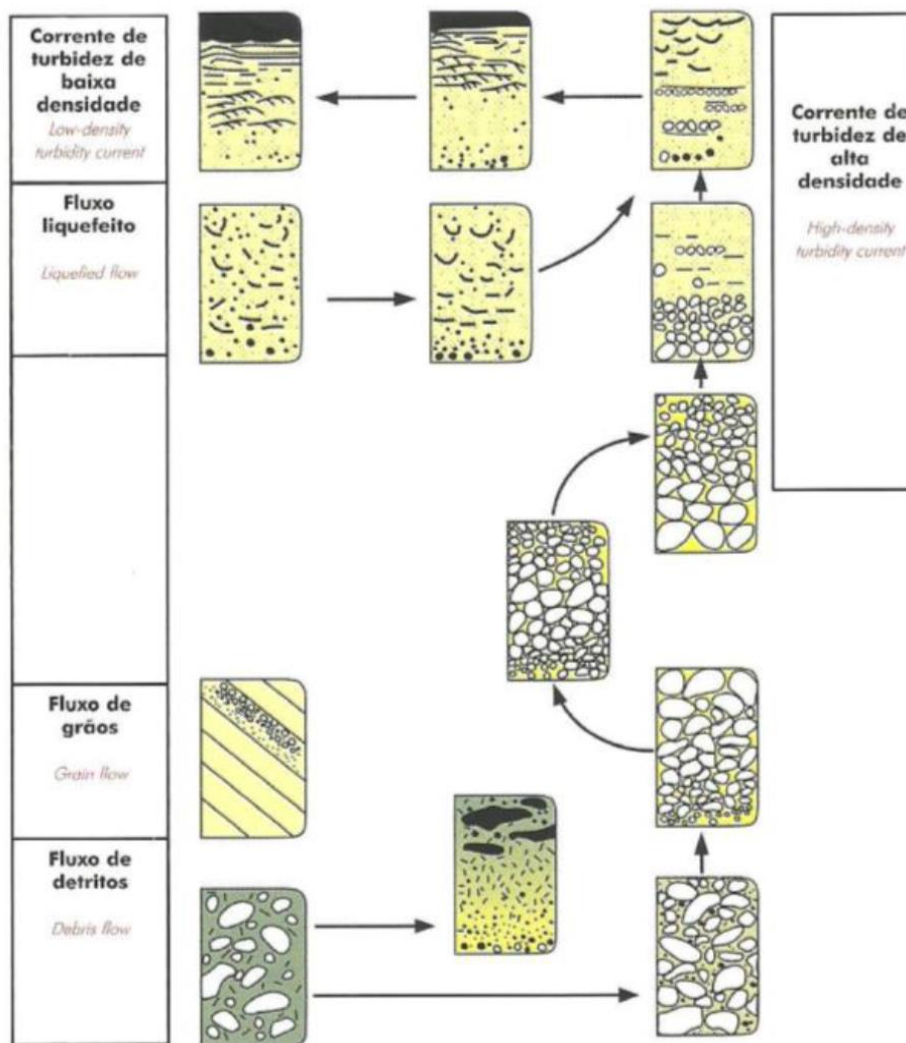 Corrente de
turbidez de
baixa
densidade
Low-density
turbidity current
Fluxo
liquefeito
Liquefied flow
Fluxo de
grãos
Grain flow
Fluxo de
detritos
Debris flow
Corrente de
turbidez de
alta
densidade
High-density
turbidity current